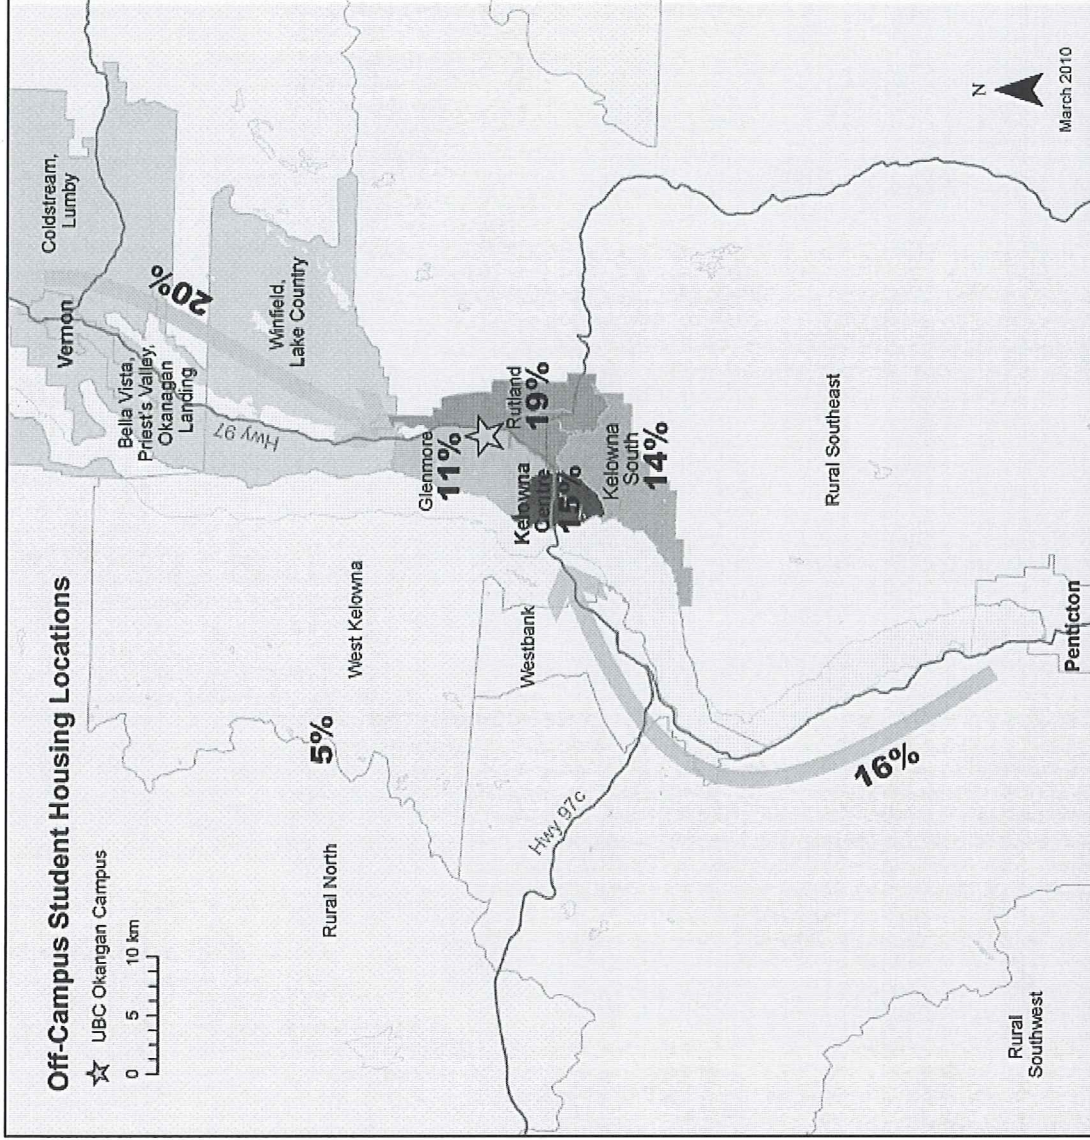 Off-Campus Student Housing Locations
UBC Okangan Campus
0 5 10 km
Rural North
5%
West Kelowna
Westbank
Hwy 97c
16%
Penticton
Rural
Southwest
Rural Southeast
Coldstream,
Lumby
Vernon
20%
Bella Vista,
Priest's Valley,
Okanagan
Landing
Hwy 97
Winfield,
Lake Country
Glenmore
11%
Rutland
19%
Kelowna
Centre
15%
Kelowna
South
14%
N
March 2010